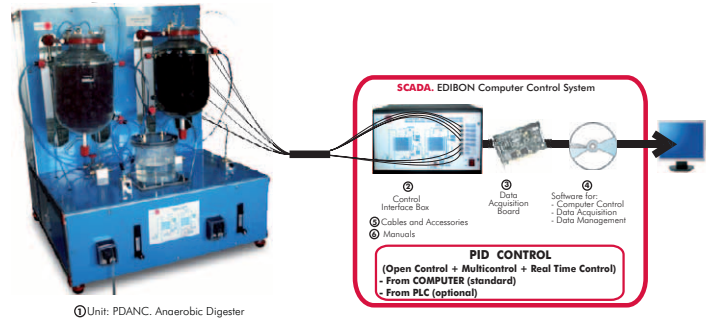 SCADA. EDIBON Computer Control System
2
Control
Interface Box
3
Data
Acquisition
Board
4
Software for:
- Computer Control
- Data Acquisition
- Data Management
5 Cables and Accessories
6 Manuals
PID CONTROL
(Open Control + Multicontrol + Real Time Control)
- From COMPUTER (standard)
- From PLC (optional)
1 Unit: PDANC. Anaerobic Digester